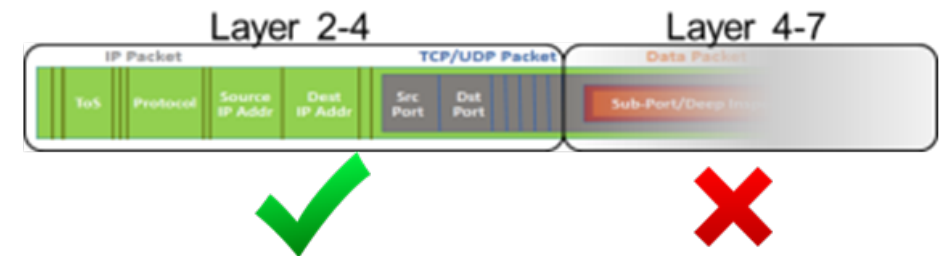 Layer 2-4
Layer 4-7
IP Packet
TCP/UDP Packet
Data Packet
ToS
Protocol
Source
IP Addr
Dest
IP Addr
Src
Port
Dst
Port
Sub-Port/Deep